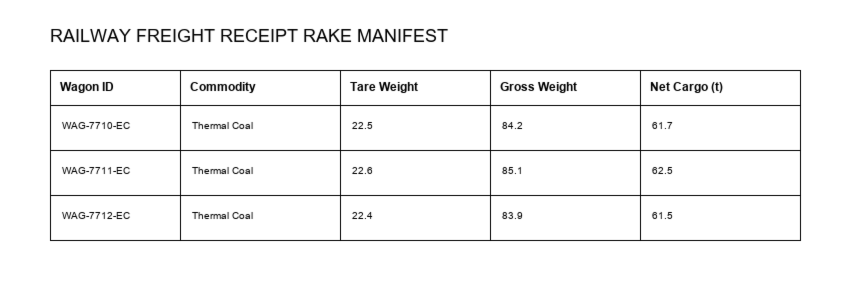 RAILWAY FREIGHT RECEIPT RAKE MANIFEST
Wagon ID Commodity Tare Weight Gross Weight Net Cargo (t)
WAG-7710-EC Thermal Coal 22.5 84.2 61.7
WAG-7711-EC Thermal Coal 22.6 85.1 62.5
WAG-7712-EC Thermal Coal 22.4 83.9 61.5